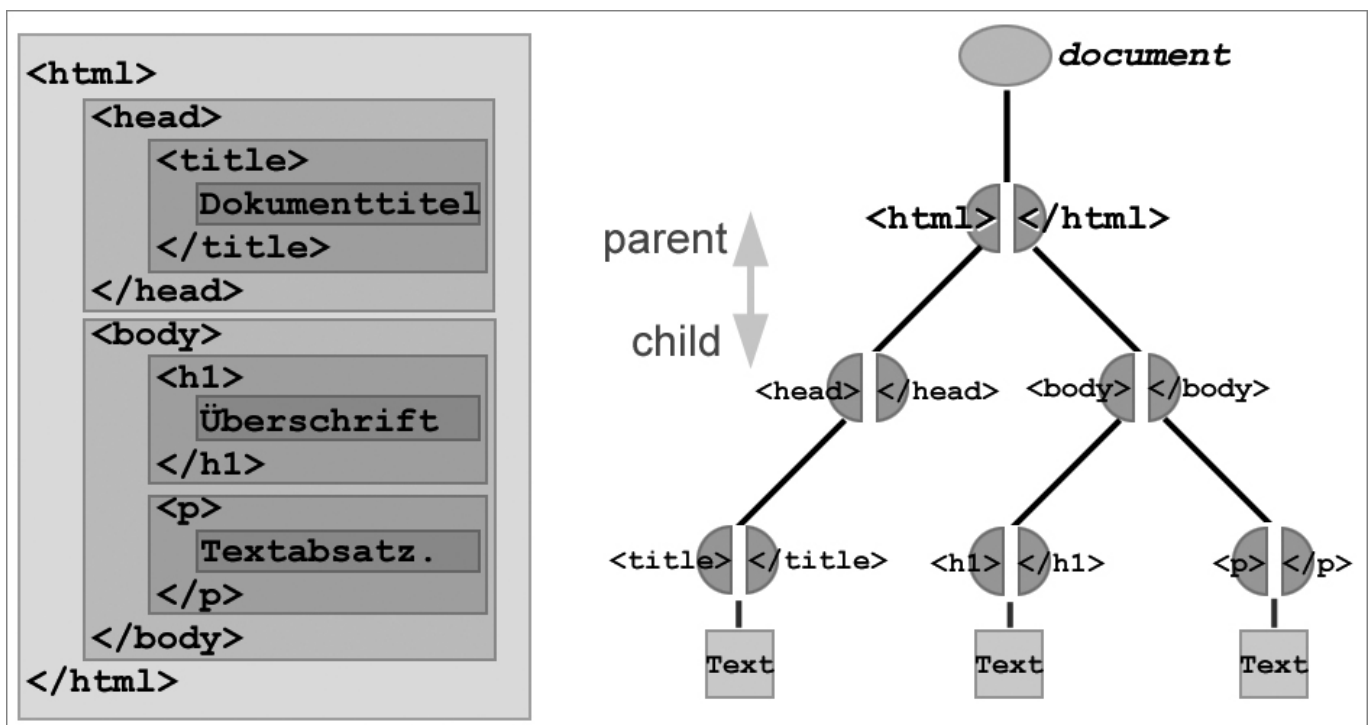 <html>
<head>
<title>
Dokumenttitel
</title>
</head>
<body>
<h1>
Überschrift
</h1>
<p>
Textabsatz.
</p>
</body>
</html>
document
<html> </html>
parent
child
<head> </head>
<body> </body>
<title> </title>
<h1> </h1>
<p> </p>
Text
Text
Text